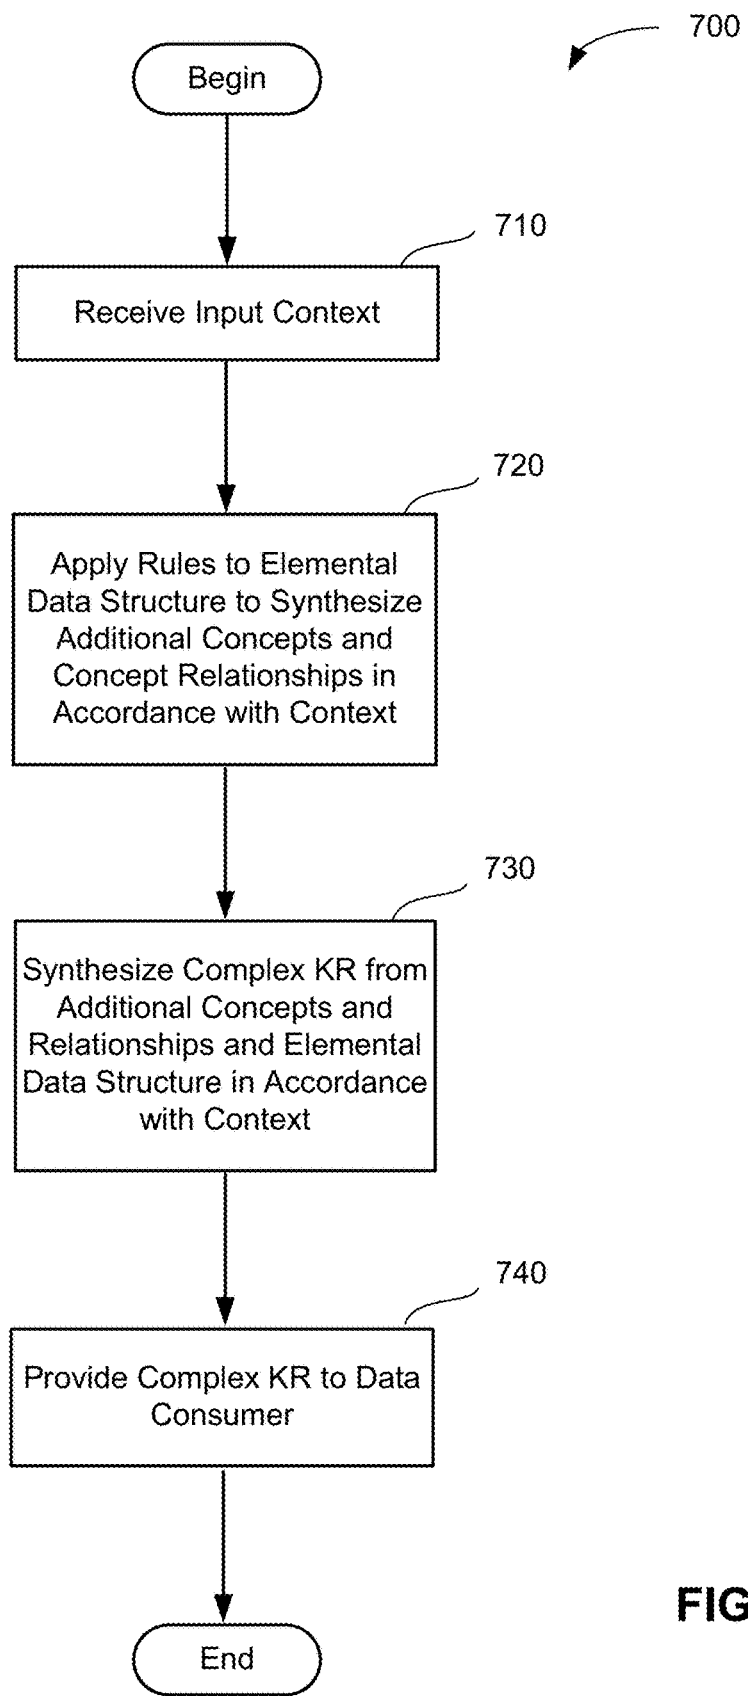 700
Begin
710
Receive Input Context
720
Apply Rules to Elemental
Data Structure to Synthesize
Additional Concepts and
Concept Relationships in
Accordance with Context
730
Synthesize Complex KR from
Additional Concepts and
Relationships and Elemental
Data Structure in Accordance
with Context
740
Provide Complex KR to Data
Consumer
FIG
End